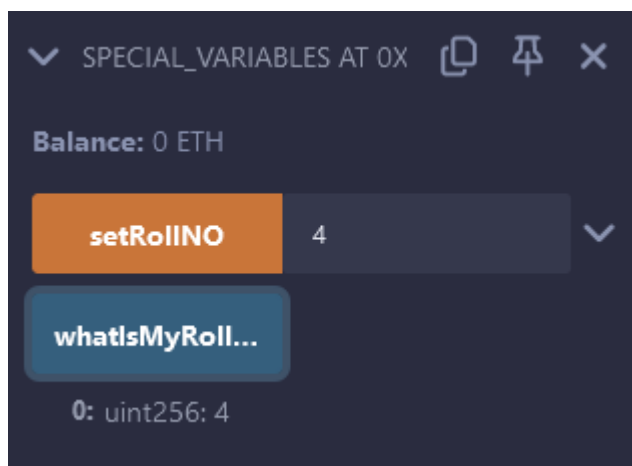 SPECIAL_VARIABLES AT 0X
Balance: 0 ETH
setRollNO 4
whatIsMyRoll...
0: uint256: 4